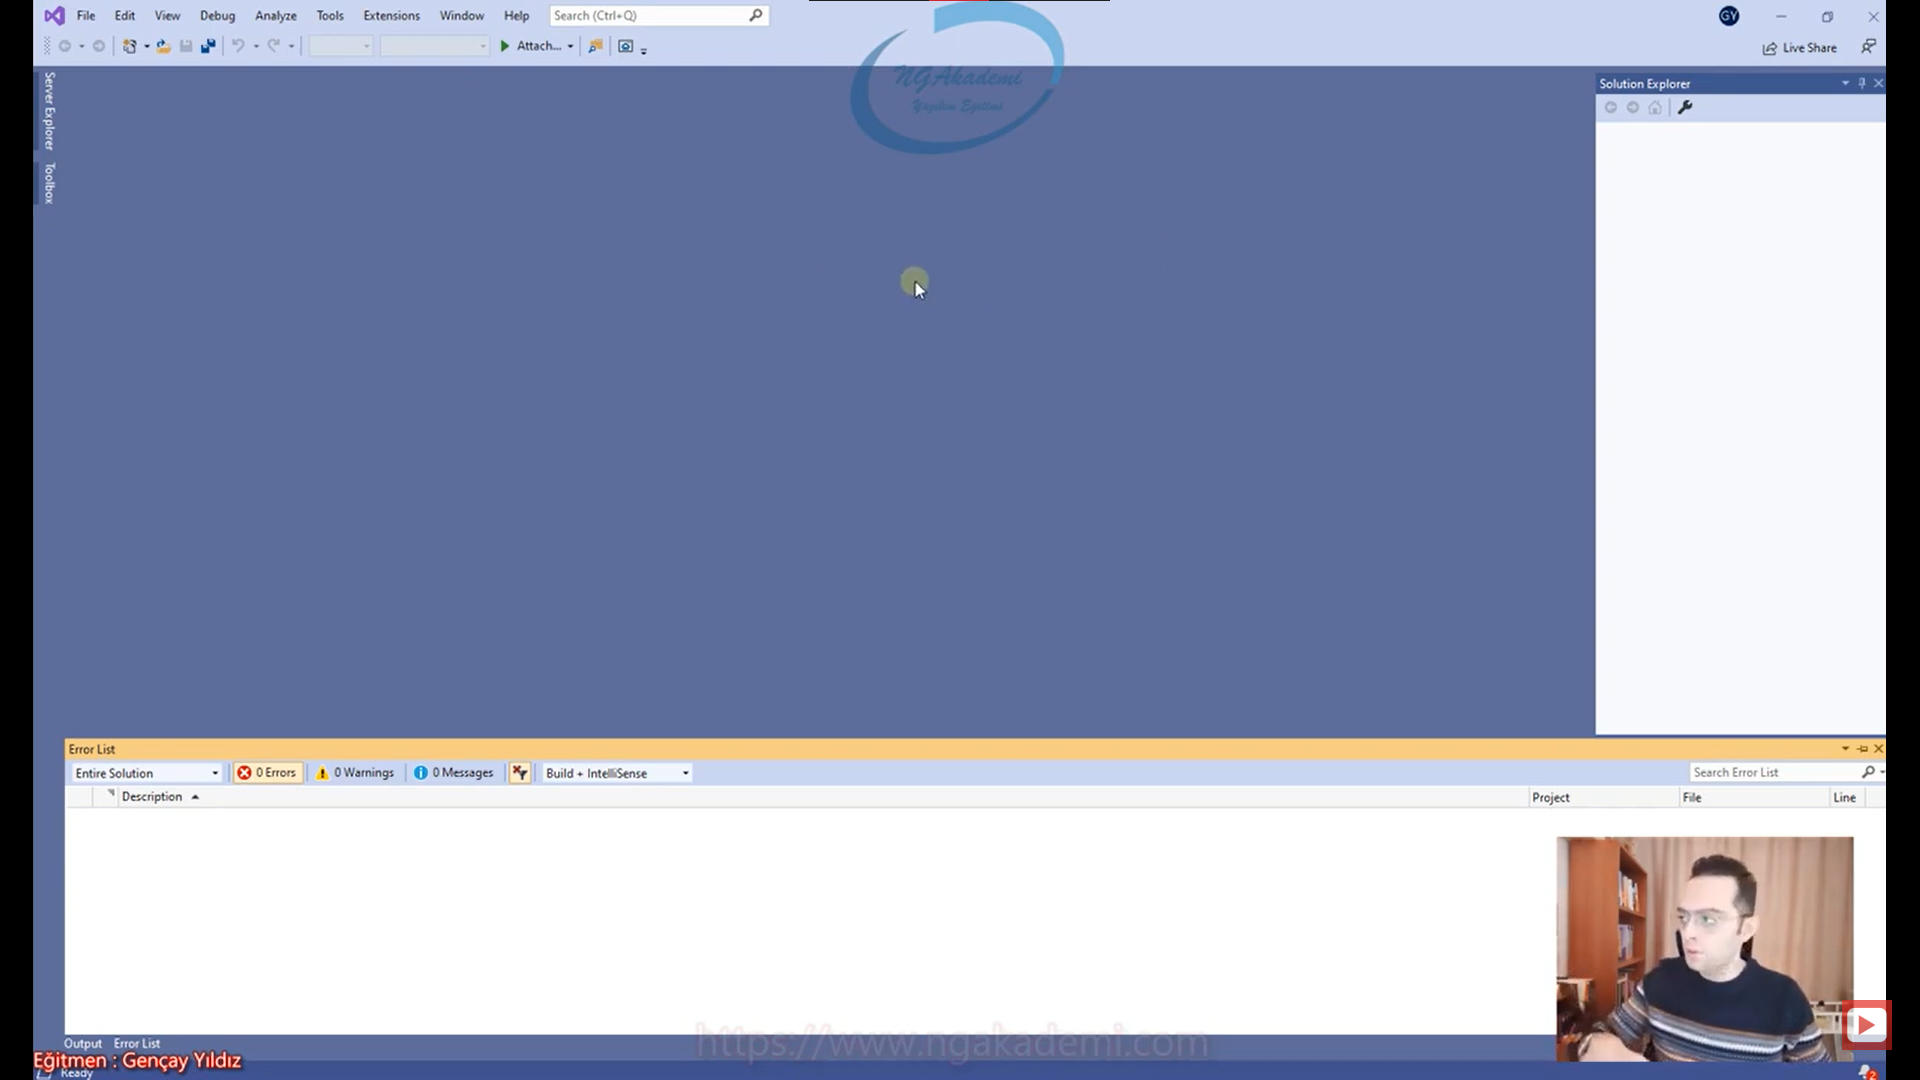 File Edit View Debug Analyze Tools Extensions Window Help Search (Ctrl+Q) GY
Attach... Live Share
NGAkademi
Yazılım Eğitimi
Server Explorer
Toolbox
Solution Explorer
Error List
Entire Solution 0 Errors 0 Warnings 0 Messages Build + IntelliSense Search Error List
Description Project File Line
https://www.ngakademi.com
Output Error List
Eğitmen : Gençay Yıldız
Ready 2